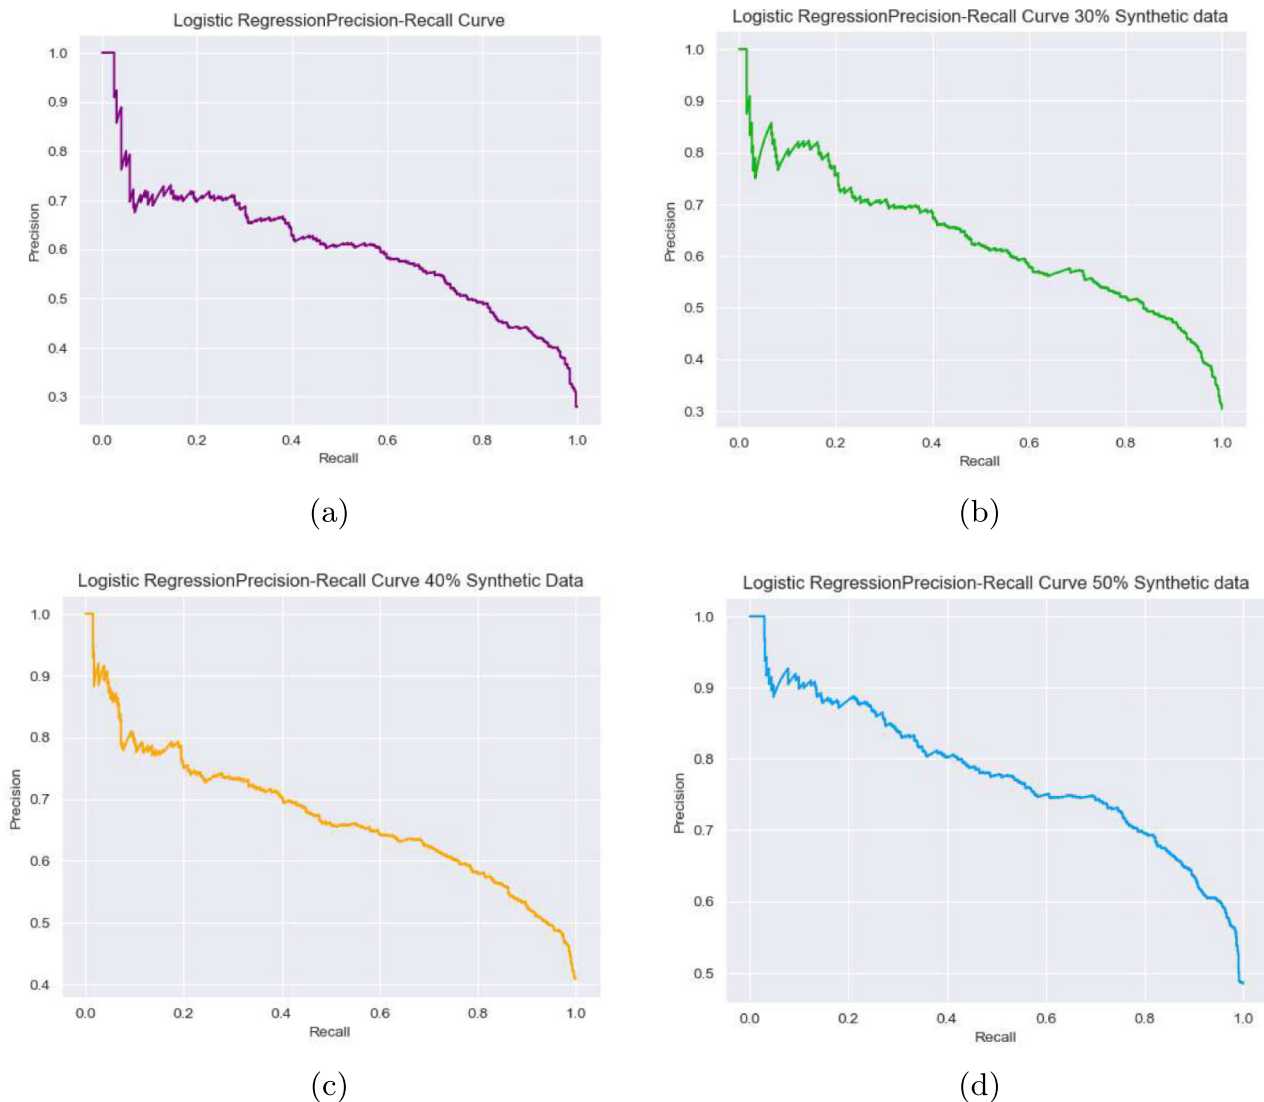 Logistic RegressionPrecision-Recall Curve
1.0
0.9
0.8
0.7
0.6
0.5
0.4
0.3
Precision
0.0 0.2 0.4 0.6 0.8 1.0
Recall
(a)
Logistic RegressionPrecision-Recall Curve 30% Synthetic data
1.0
0.9
0.8
0.7
0.6
0.5
0.4
0.3
Precision
0.0 0.2 0.4 0.6 0.8 1.0
Recall
(b)
Logistic RegressionPrecision-Recall Curve 40% Synthetic Data
1.0
0.9
0.8
0.7
0.6
0.5
0.4
Precision
0.0 0.2 0.4 0.6 0.8 1.0
Recall
(c)
Logistic RegressionPrecision-Recall Curve 50% Synthetic data
1.0
0.9
0.8
0.7
0.6
0.5
Precision
0.0 0.2 0.4 0.6 0.8 1.0
Recall
(d)